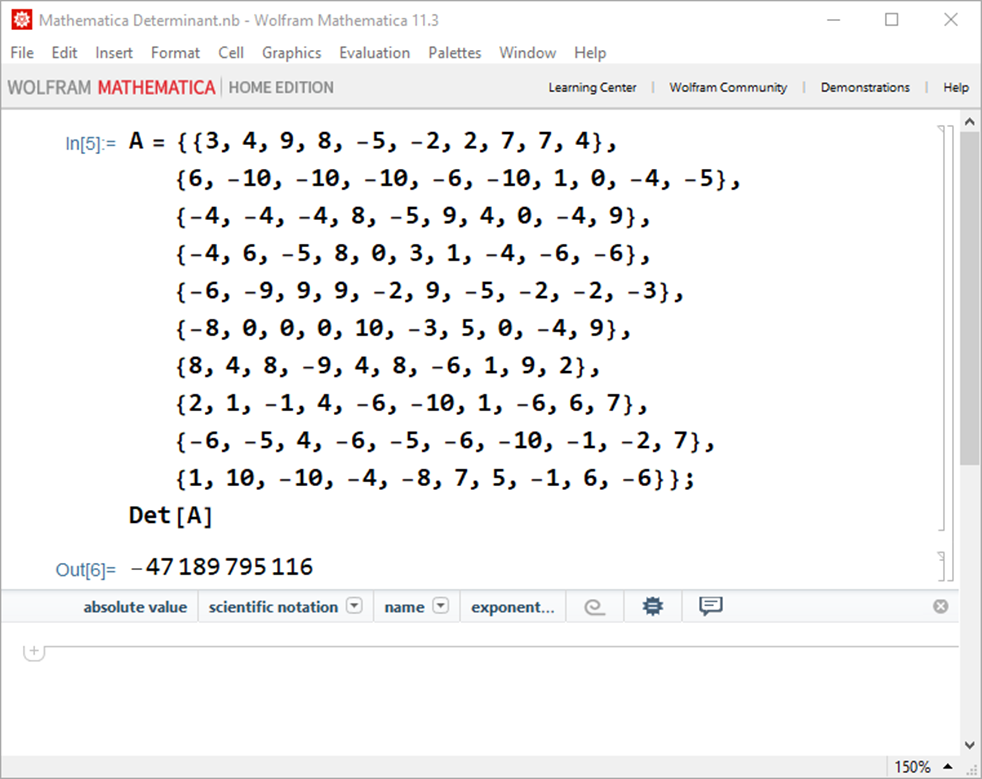 Mathematica Determinant.nb - Wolfram Mathematica 11.3
File Edit Insert Format Cell Graphics Evaluation Palettes Window Help
WOLFRAM MATHEMATICA | HOME EDITION Learning Center | Wolfram Community | Demonstrations | Help
In[5]:= A = {{3, 4, 9, 8, -5, -2, 2, 7, 7, 4},
{6, -10, -10, -10, -6, -10, 1, 0, -4, -5},
{-4, -4, -4, 8, -5, 9, 4, 0, -4, 9},
{-4, 6, -5, 8, 0, 3, 1, -4, -6, -6},
{-6, -9, 9, 9, -2, 9, -5, -2, -2, -3},
{-8, 0, 0, 0, 10, -3, 5, 0, -4, 9},
{8, 4, 8, -9, 4, 8, -6, 1, 9, 2},
{2, 1, -1, 4, -6, -10, 1, -6, 6, 7},
{-6, -5, 4, -6, -5, -6, -10, -1, -2, 7},
{1, 10, -10, -4, -8, 7, 5, -1, 6, -6}};
Det[A]
Out[6]= -47 189 795 116
absolute value scientific notation name exponent...
150%